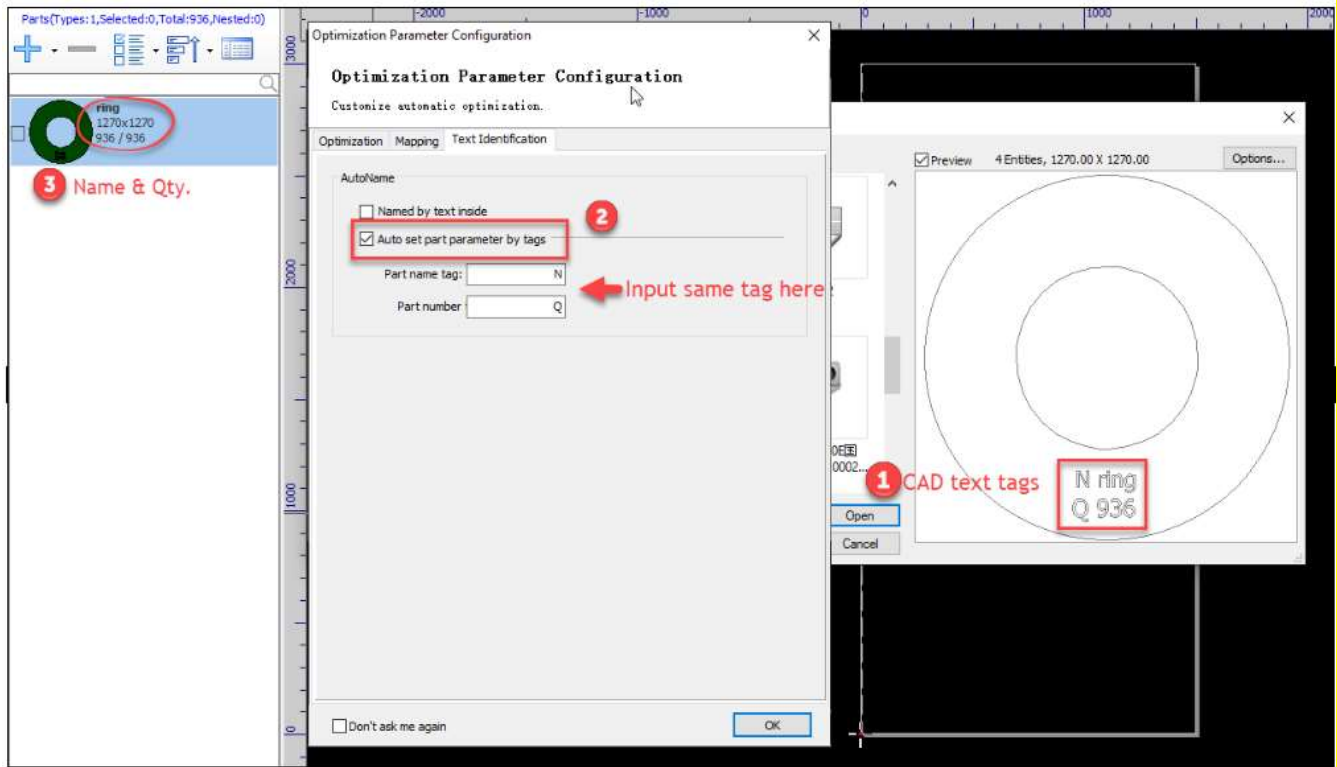 Parts(Types:1,Selected:0,Total:936,Nested:0)
ring
1270x1270
936 / 936
3 Name & Qty.
-2000
-1000
0
1000
2000
3000
2000
1000
0
Optimization Parameter Configuration
Optimization Parameter Configuration
Customize automatic optimization.
Optimization Mapping Text Identification
AutoName
Named by text inside
2
Auto set part parameter by tags
Part name tag: N
Input same tag here
Part number Q
Don't ask me again
OK
Preview 4 Entites, 1270.00 X 1270.00 Options...
0002...
1 CAD text tags
N ring
Q 936
Open
Cancel